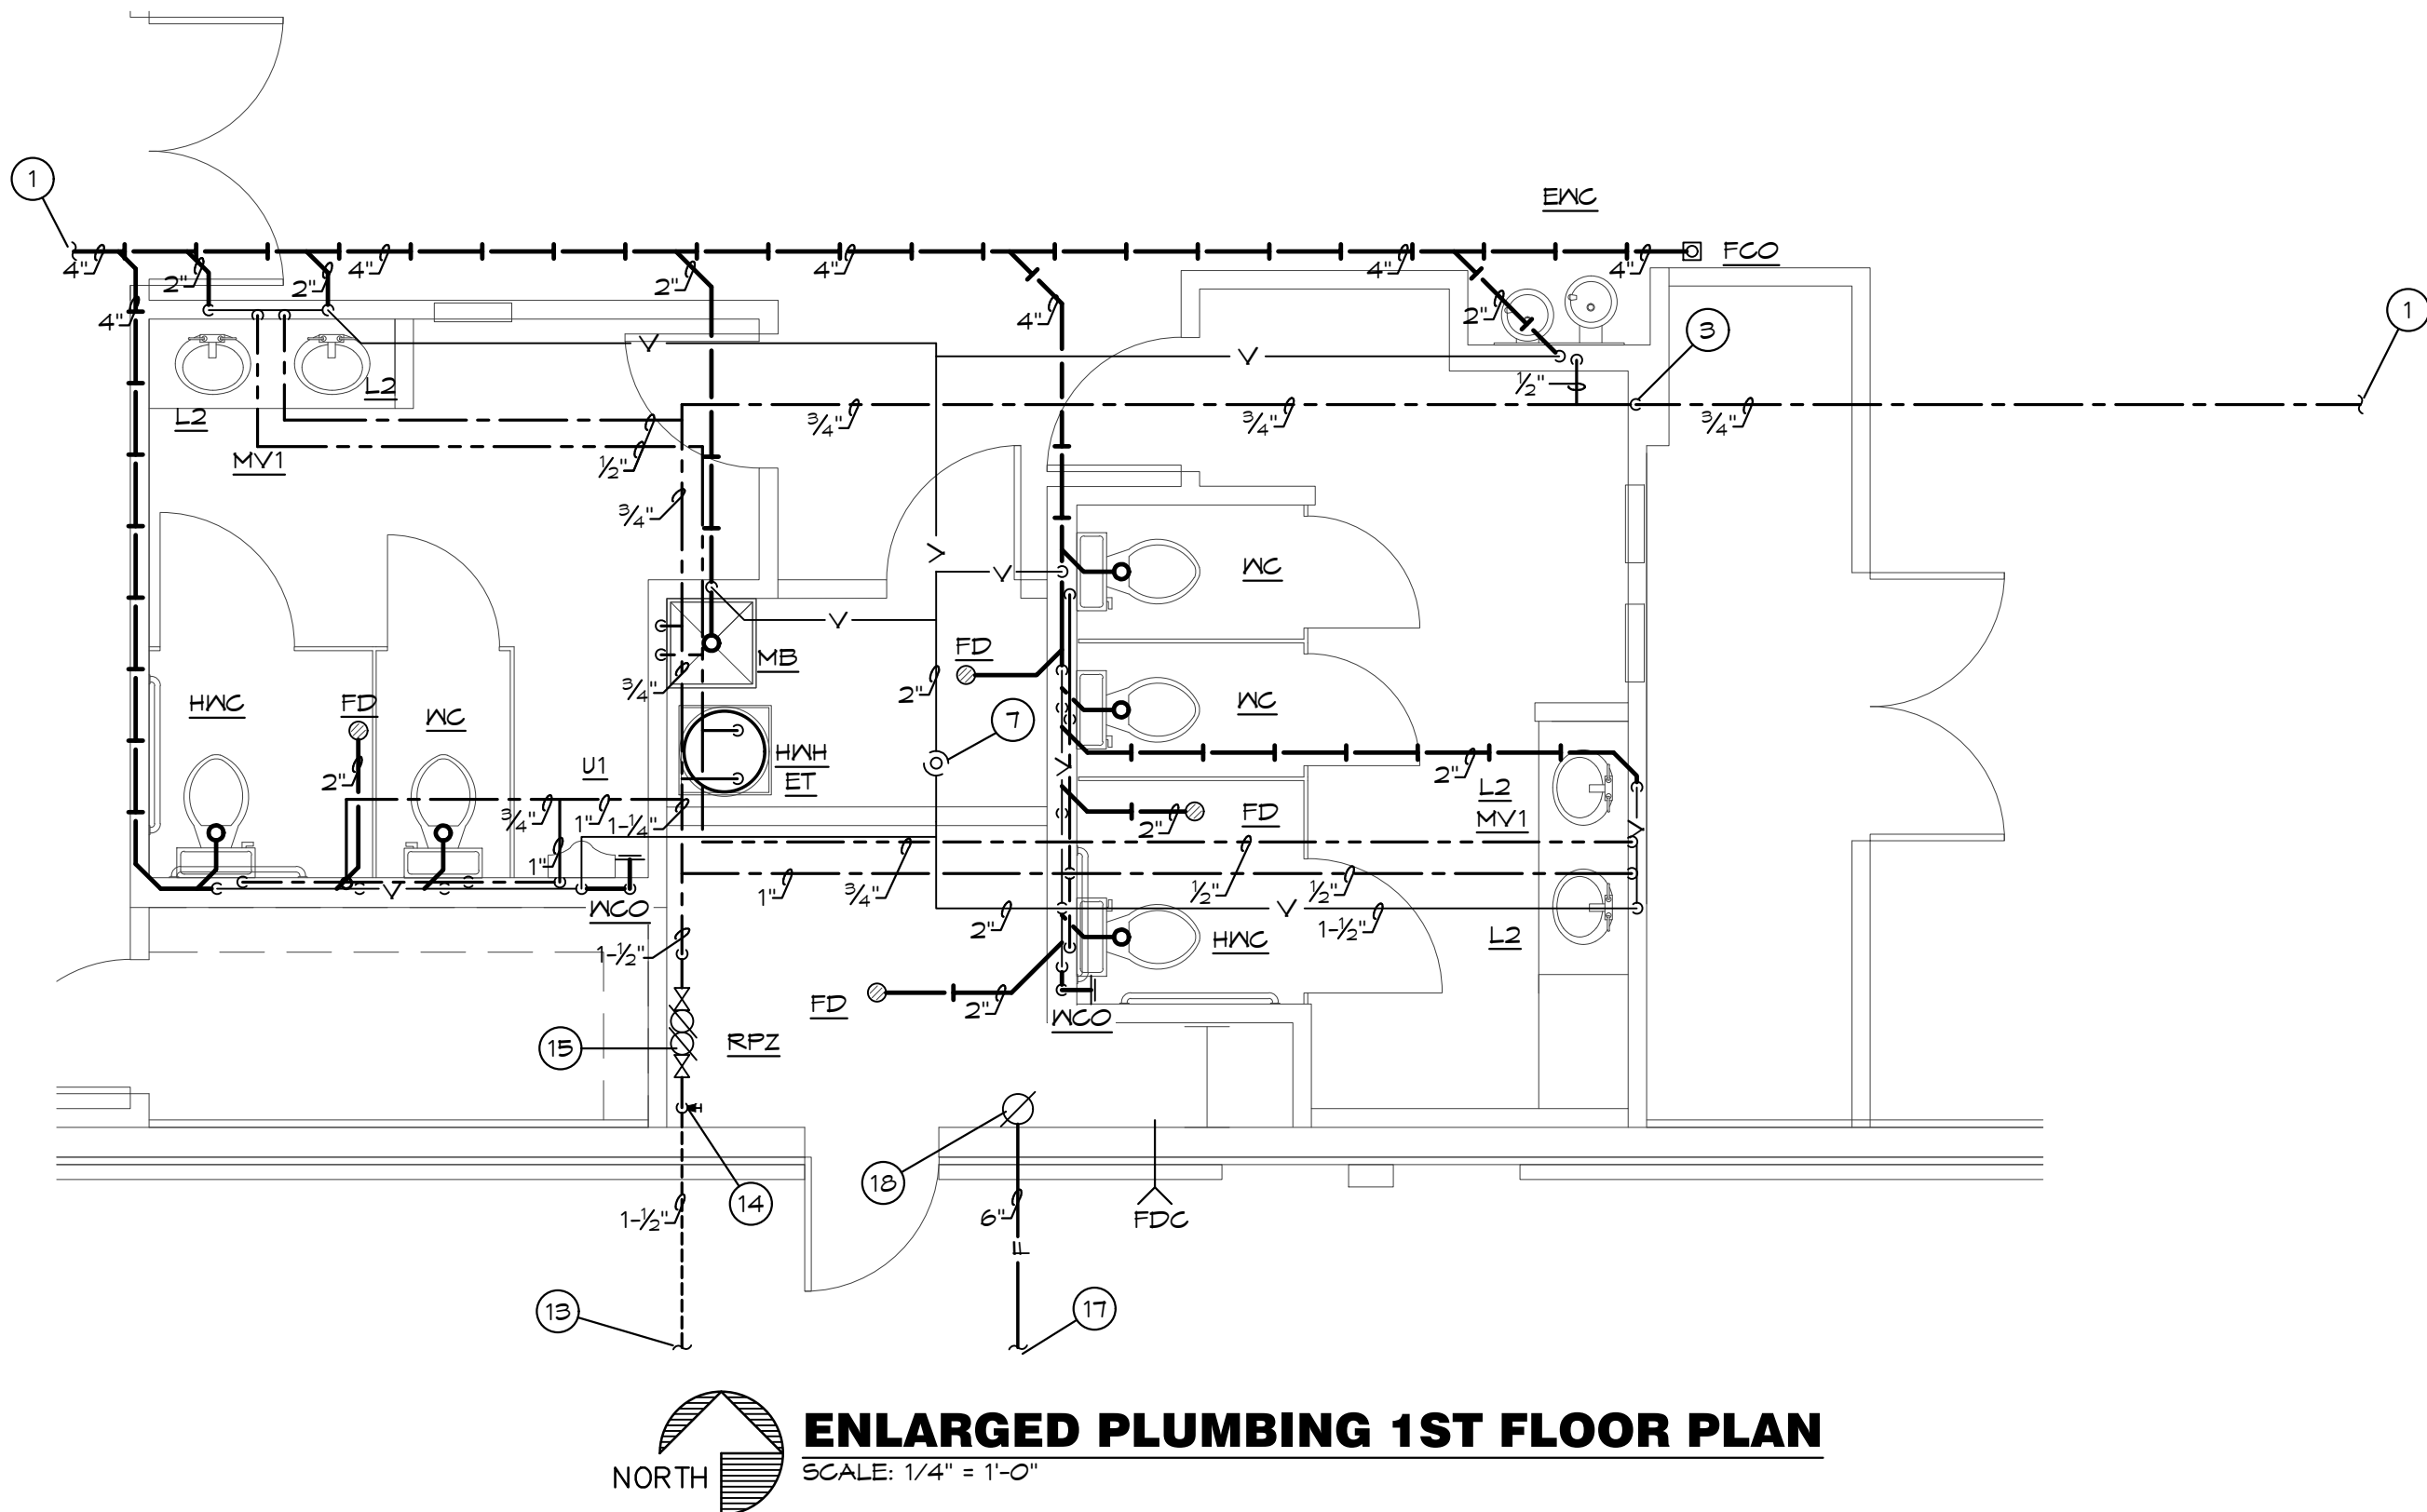 1
EWC
FCO
4"
2"
4"
2"
2"
4"
4"
4"
4"
4"
2"
1
3
V
V
½"
L2
L2
MV1
¾"
¾"
¾"
½"
¾"
V
V
WC
V
FD
MB
¾"
2"
WC
HWC
FD
WC
7
2"
U1
HWH
ET
V
2"
L2
MV1
¾"
1"
1-¼"
2"
FD
V
1"
V
1"
¾"
½"
½"
WCO
2"
V
1-½"
L2
HWC
1-½"
FD
2"
WCO
15
RPZ
18
14
1-½"
6"
FDC
F
13
17
NORTH
ENLARGED PLUMBING 1ST FLOOR PLAN
SCALE: 1/4" = 1'-0"